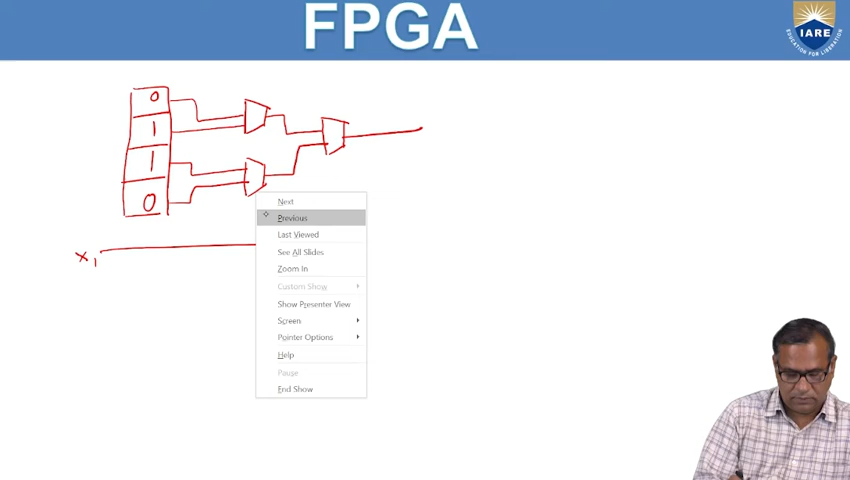 FPGA
IARE
EDUCATION FOR LIBERATION
0
1
1
0
x1
Next
Previous
Last Viewed
See All Slides
Zoom In
Custom Show
Show Presenter View
Screen
Pointer Options
Help
Pause
End Show